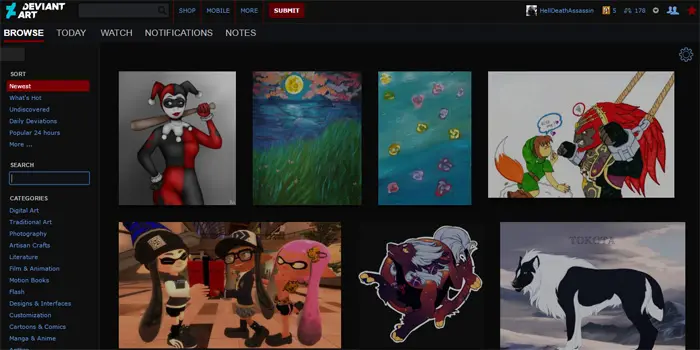 DEVIANT ART
SHOP
MOBILE
MORE
SUBMIT
HellDeathAssassin
5
176
BROWSE
TODAY
WATCH
NOTIFICATIONS
NOTES
SORT
Newest
What's Hot
Undiscovered
Daily Deviations
Popular 24 hours
More ...
SEARCH
CATEGORIES
Digital Art
Traditional Art
Photography
Artisan Crafts
Literature
Film & Animation
Motion Books
Flash
Designs & Interfaces
Customization
Cartoons & Comics
Manga & Anime
TOKOTA